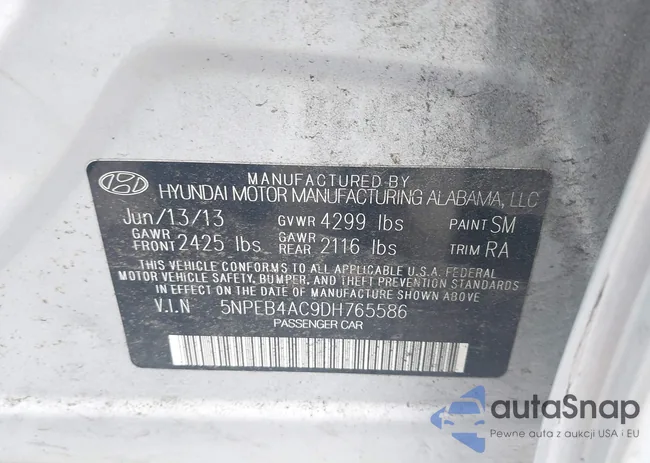 MANUFACTURED BY
HYUNDAI MOTOR MANUFACTURING ALABAMA, LLC
Jun/13/13 GVWR 4299 lbs PAINT SM
GAWR FRONT 2425 lbs GAWR REAR 2116 lbs TRIM RA
THIS VEHICLE CONFORMS TO ALL APPLICABLE U.S.A. FEDERAL
MOTOR VEHICLE SAFETY, BUMPER, AND THEFT PREVENTION STANDARDS
IN EFFECT ON THE DATE OF MANUFACTURE SHOWN ABOVE.
V.I.N 5NPEB4AC9DH765586
PASSENGER CAR
autaSnap
Pewne auta z aukcji USA i EU